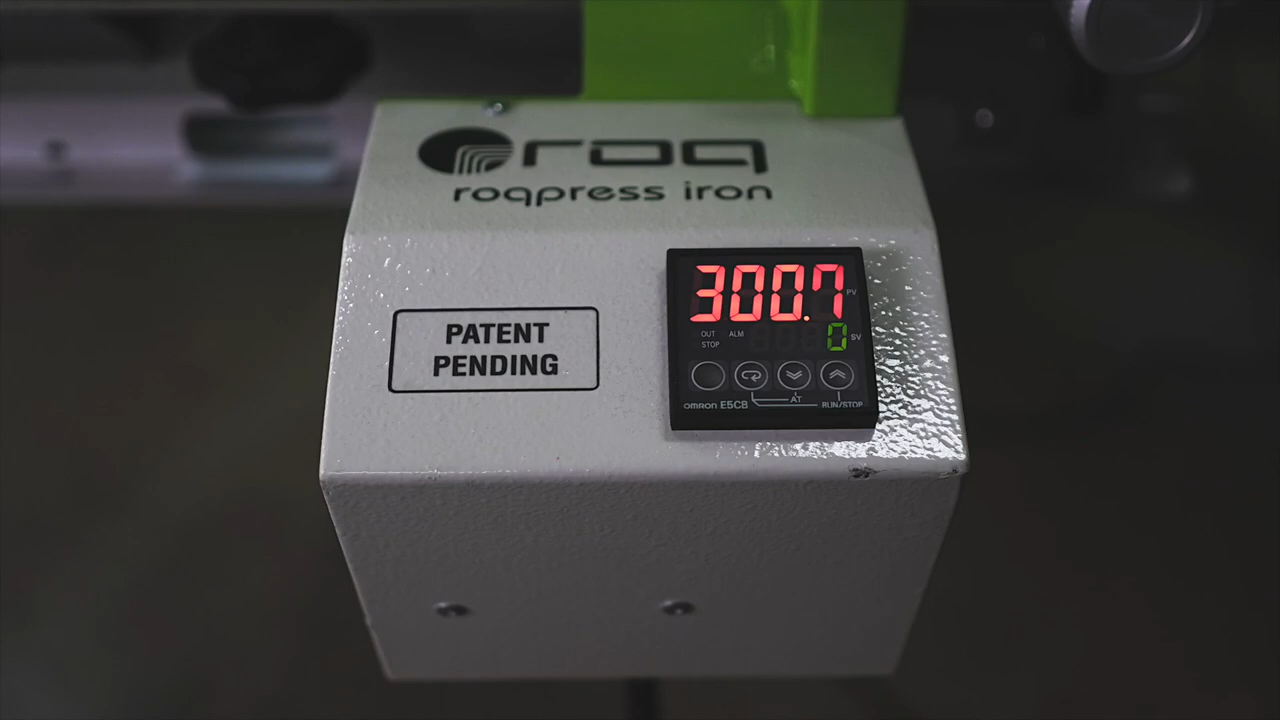 roq
roqpress iron
PATENT
PENDING
300.7
PV
OUT ALM
STOP
0 SV
AT
OMRON E5CB
RUN/STOP